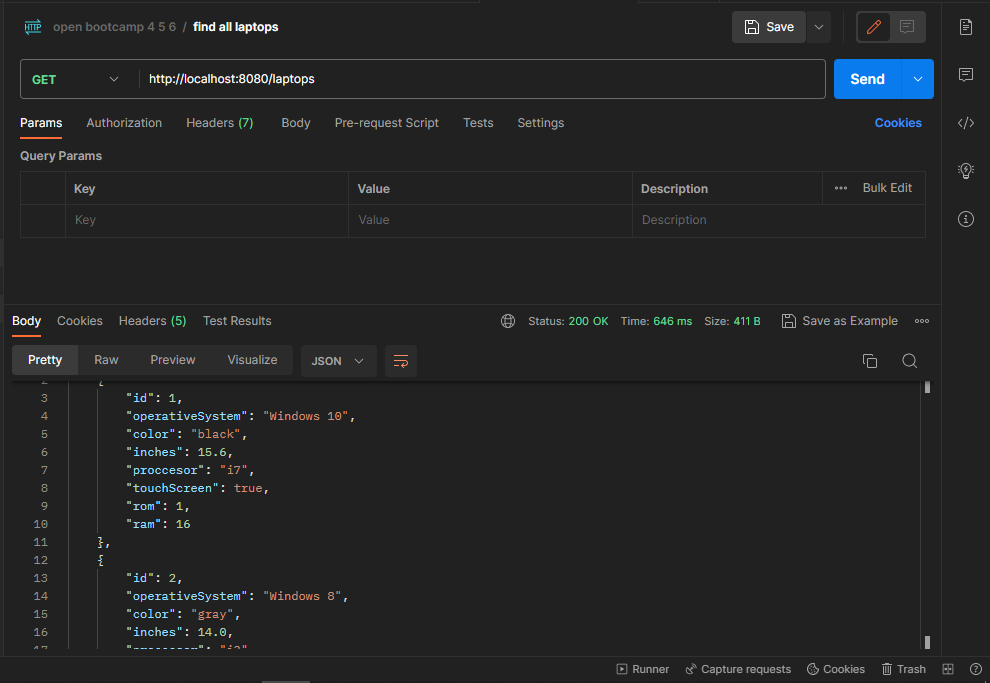 HTTP open bootcamp 4 5 6 / find all laptops Save
GET http://localhost:8080/laptops Send
Params Authorization Headers (7) Body Pre-request Script Tests Settings Cookies
Query Params
Key Value Description Bulk Edit
Key Value Description
Body Cookies Headers (5) Test Results Status: 200 OK Time: 646 ms Size: 411 B Save as Example
Pretty Raw Preview Visualize JSON
2 {
3 "id": 1,
4 "operativeSystem": "Windows 10",
5 "color": "black",
6 "inches": 15.6,
7 "proccesor": "i7",
8 "touchScreen": true,
9 "rom": 1,
10 "ram": 16
11 },
12 {
13 "id": 2,
14 "operativeSystem": "Windows 8",
15 "color": "gray",
16 "inches": 14.0,
17 "proccesor":
Runner Capture requests Cookies Trash